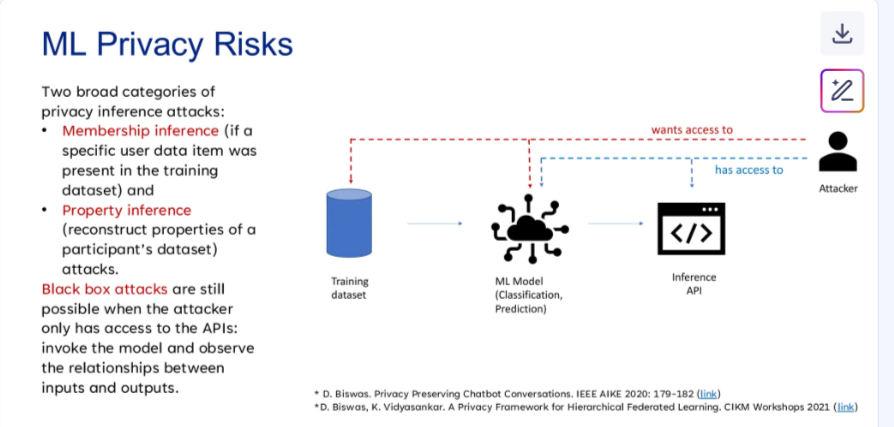 ML Privacy Risks
Two broad categories of
privacy inference attacks:
• Membership inference (if a
specific user data item was
present in the training
dataset) and
• Property inference
(reconstruct properties of a
participant's dataset)
attacks.
Black box attacks are still
possible when the attacker
only has access to the APIs:
invoke the model and observe
the relationships between
inputs and outputs.
wants access to
has access to
Attacker
</>
Training
dataset
ML Model
(Classification,
Prediction)
Inference
API
* D. Biswas. Privacy Preserving Chatbot Conversations. IEEE AIKE 2020: 179-182 (link)
*D. Biswas, K. Vidyasankar. A Privacy Framework for Hierarchical Federated Learning. CIKM Workshops 2021 (link)